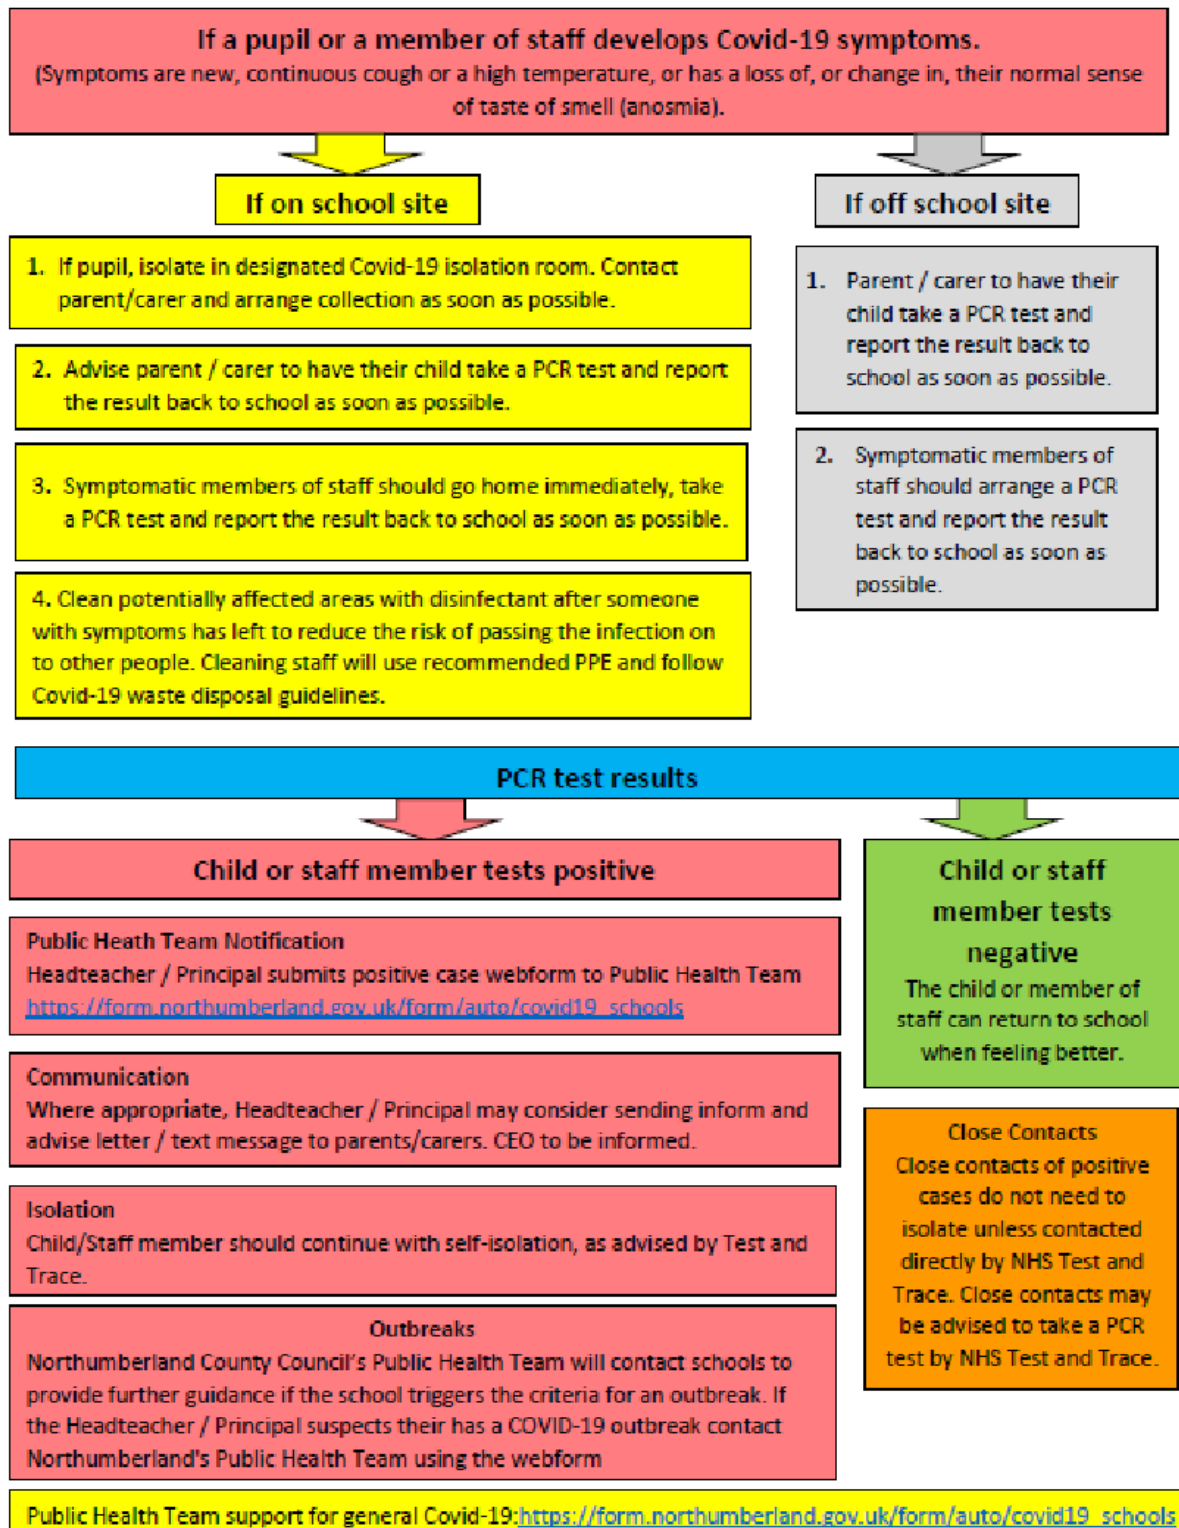 If a pupil or a member of staff develops Covid-19 symptoms.
(Symptoms are new, continuous cough or a high temperature, or has a loss of, or change in, their normal sense
of taste of smell (anosmia).
If on school site
1. If pupil, isolate in designated Covid-19 isolation room. Contact
parent/carer and arrange collection as soon as possible.
2. Advise parent / carer to have their child take a PCR test and report
the result back to school as soon as possible.
3. Symptomatic members of staff should go home immediately, take
a PCR test and report the result back to school as soon as possible.
4. Clean potentially affected areas with disinfectant after someone
with symptoms has left to reduce the risk of passing the infection on
to other people. Cleaning staff will use recommended PPE and follow
Covid-19 waste disposal guidelines.
If off school site
1. Parent / carer to have their
child take a PCR test and
report the result back to
school as soon as possible.
2. Symptomatic members of
staff should arrange a PCR
test and report the result
back to school as soon as
possible.
PCR test results
Child or staff member tests positive
Public Heath Team Notification
Headteacher / Principal submits positive case webform to Public Health Team
https://form.northumberland.gov.uk/form/auto/covid19_schools
Communication
Where appropriate, Headteacher / Principal may consider sending inform and
advise letter / text message to parents/carers. CEO to be informed.
Isolation
Child/Staff member should continue with self-isolation, as advised by Test and
Trace.
Outbreaks
Northumberland County Council's Public Health Team will contact schools to
provide further guidance if the school triggers the criteria for an outbreak. If
the Headteacher / Principal suspects their has a COVID-19 outbreak contact
Northumberland's Public Health Team using the webform
Child or staff
member tests
negative
The child or member of
staff can return to school
when feeling better.
Close Contacts
Close contacts of positive
cases do not need to
isolate unless contacted
directly by NHS Test and
Trace. Close contacts may
be advised to take a PCR
test by NHS Test and Trace.
Public Health Team support for general Covid-19:https://form.northumberland.gov.uk/form/auto/covid19_schools